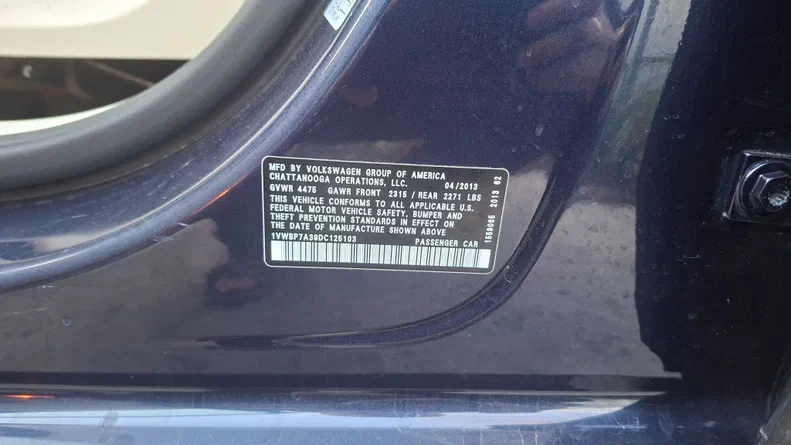 MFD BY VOLKSWAGEN GROUP OF AMERICA
CHATTANOOGA OPERATIONS, LLC. 04/2013
GVWR 4475 GAWR FRONT 2315 / REAR 2271 LBS
THIS VEHICLE CONFORMS TO ALL APPLICABLE U.S.
FEDERAL MOTOR VEHICLE SAFETY, BUMPER AND
THEFT PREVENTION STANDARDS IN EFFECT ON
THE DATE OF MANUFACTURE SHOWN ABOVE
1VWBP7A39DC125103 PASSENGER CAR
1559085 2013 62